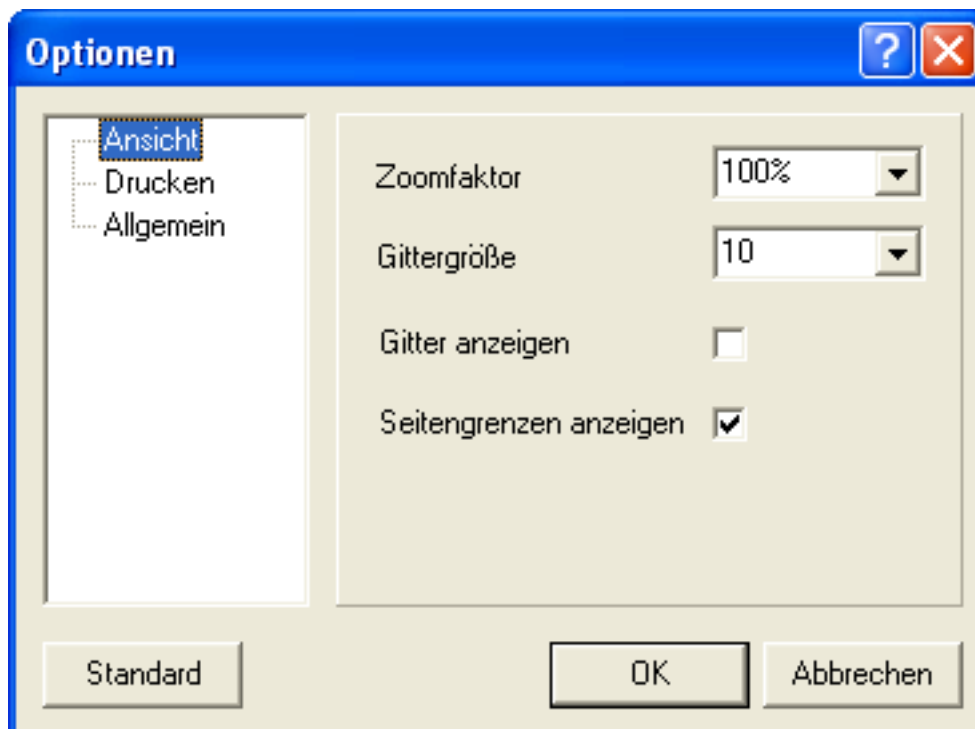 Optionen
Ansicht
Drucken
Allgemein
Zoomfaktor 100%
Gittergröße 10
Gitter anzeigen
Seitengrenzen anzeigen
Standard OK Abbrechen